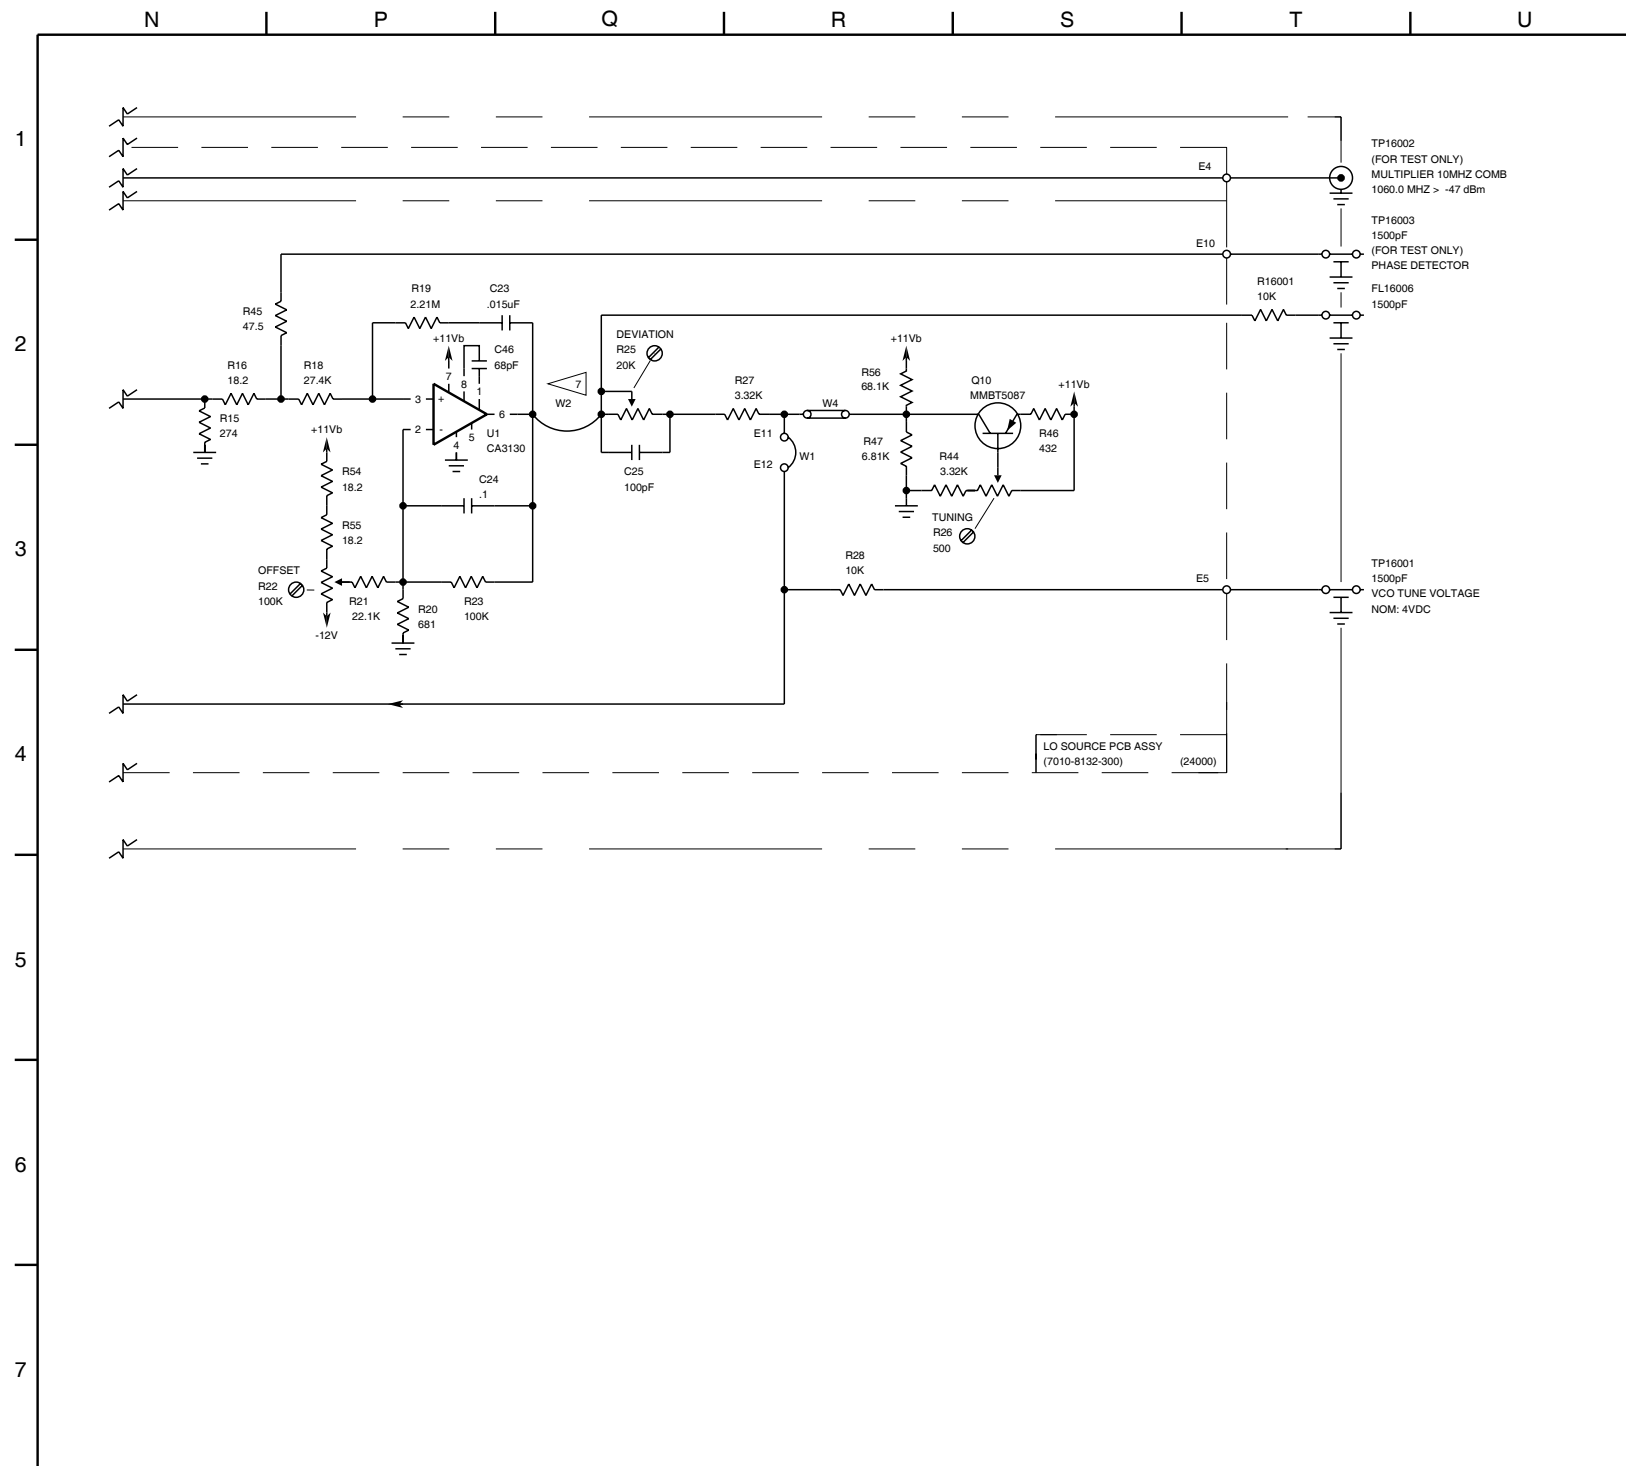 N P Q R S T U
1
TP16002
(FOR TEST ONLY)
MULTIPLIER 10MHZ COMB
1060.0 MHZ > -47 dBm
E4
TP16003
1500pF
(FOR TEST ONLY)
PHASE DETECTOR
E10
R16001
10K
FL16006
1500pF
2
R45
47.5
R19
2.21M
C23
.015uF
+11Vb
C46
68pF
DEVIATION
R25
20K
7
W2
R16
18.2
R18
27.4K
R15
274
3
+
2
-
7
8
1
6
5
4
U1
CA3130
R27
3.32K
W4
R56
68.1K
+11Vb
Q10
MMBT5087
+11Vb
R46
432
E11
E12
W1
R47
6.81K
R44
3.32K
C25
100pF
+11Vb
R54
18.2
C24
.1
3
R55
18.2
TUNING
R26
500
OFFSET
R22
100K
R21
22.1K
R20
681
R23
100K
-12V
R28
10K
E5
TP16001
1500pF
VCO TUNE VOLTAGE
NOM: 4VDC
4
LO SOURCE PCB ASSY
(7010-8132-300) (24000)
5
6
7